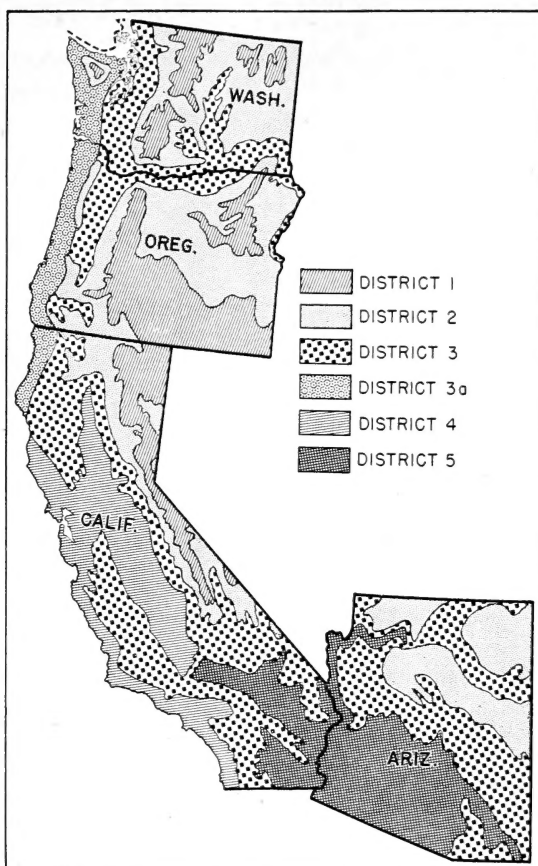 WASH.
OREG.
DISTRICT 1
DISTRICT 2
DISTRICT 3
DISTRICT 3a
DISTRICT 4
DISTRICT 5
CALIF.
ARIZ.